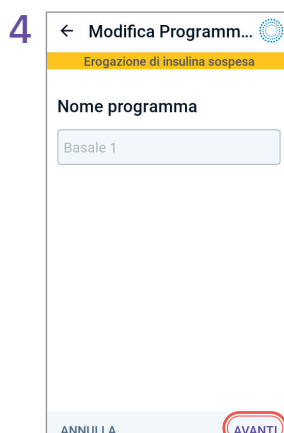 4
Modifica Programm...
Erogazione di insulina sospesa
Nome programma
Basale 1
ANNULLA AVANTI